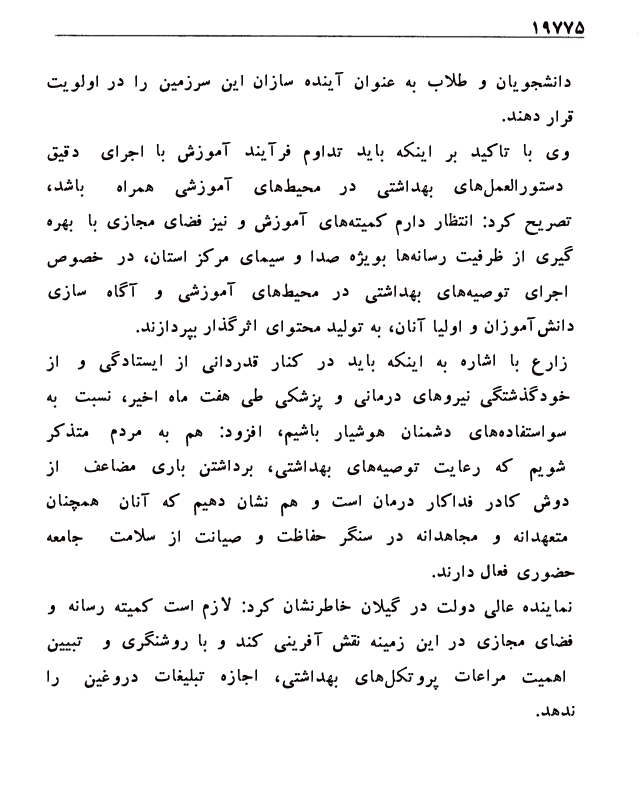 ۱۹۷۷۵
دانشجویان و طلاب به عنوان آینده سازان این سرزمین را در اولویت
قرار دهند.
وی با تاکید بر اینکه باید تداوم فرآیند آموزش با اجرای دقیق
دستورالعمل‌های بهداشتی در محیط‌های آموزشی همراه باشد،
تصریح کرد: انتظار دارم کمیته‌های آموزش و نیز فضای مجازی با بهره
گیری از ظرفیت رسانه‌ها بویژه صدا و سیمای مرکز استان، در خصوص
اجرای توصیه‌های بهداشتی در محیط‌های آموزشی و آگاه سازی
دانش‌آموزان و اولیا آنان، به تولید محتوای اثرگذار بپردازند.
زارع با اشاره به اینکه باید در کنار قدردانی از ایستادگی و از
خودگذشتگی نیروهای درمانی و پزشکی طی هفت ماه اخیر، نسبت به
سواستفاده‌های دشمنان هوشیار باشیم، افزود: هم به مردم متذکر
شویم که رعایت توصیه‌های بهداشتی، برداشتن باری مضاعف از
دوش کادر فداکار درمان است و هم نشان دهیم که آنان همچنان
متعهدانه و مجاهدانه در سنگر حفاظت و صیانت از سلامت جامعه
حضوری فعال دارند.
نماینده عالی دولت در گیلان خاطرنشان کرد: لازم است کمیته رسانه و
فضای مجازی در این زمینه نقش آفرینی کند و با روشنگری و تبیین
اهمیت مراعات پروتکل‌های بهداشتی، اجازه تبلیغات دروغین را
ندهد.